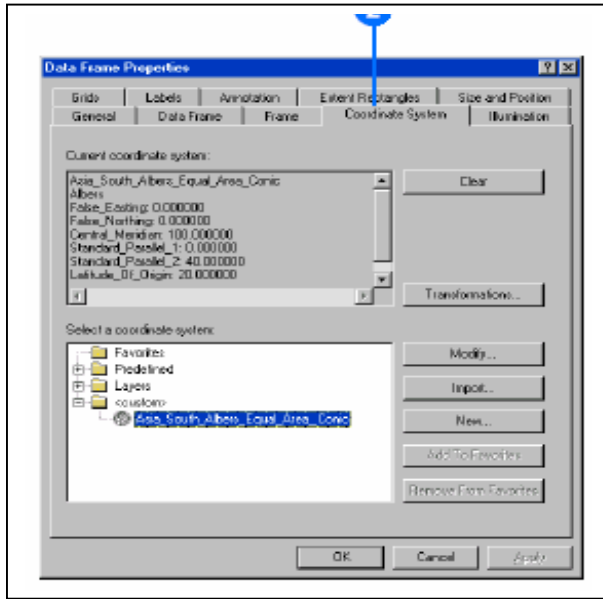 2
Data Frame Properties
Grids Labels Annotation Extent Rectangles Size and Position
General Data Frame Frame Coordinate System Illumination
Current coordinate system:
Asia_South_Albers_Equal_Area_Conic
Albers
False_Easting: 0.000000
False_Northing: 0.000000
Central_Meridian: 100.000000
Standard_Parallel_1: 0.000000
Standard_Parallel_2: 40.000000
Latitude_Of_Origin: 20.000000
Clear
Transformations...
Select a coordinate system:
Favorites
Predefined
Layers
<custom>
Asia_South_Albers_Equal_Area_Conic
Modify...
Import...
New...
Add To Favorites
Remove From Favorites
OK Cancel Apply